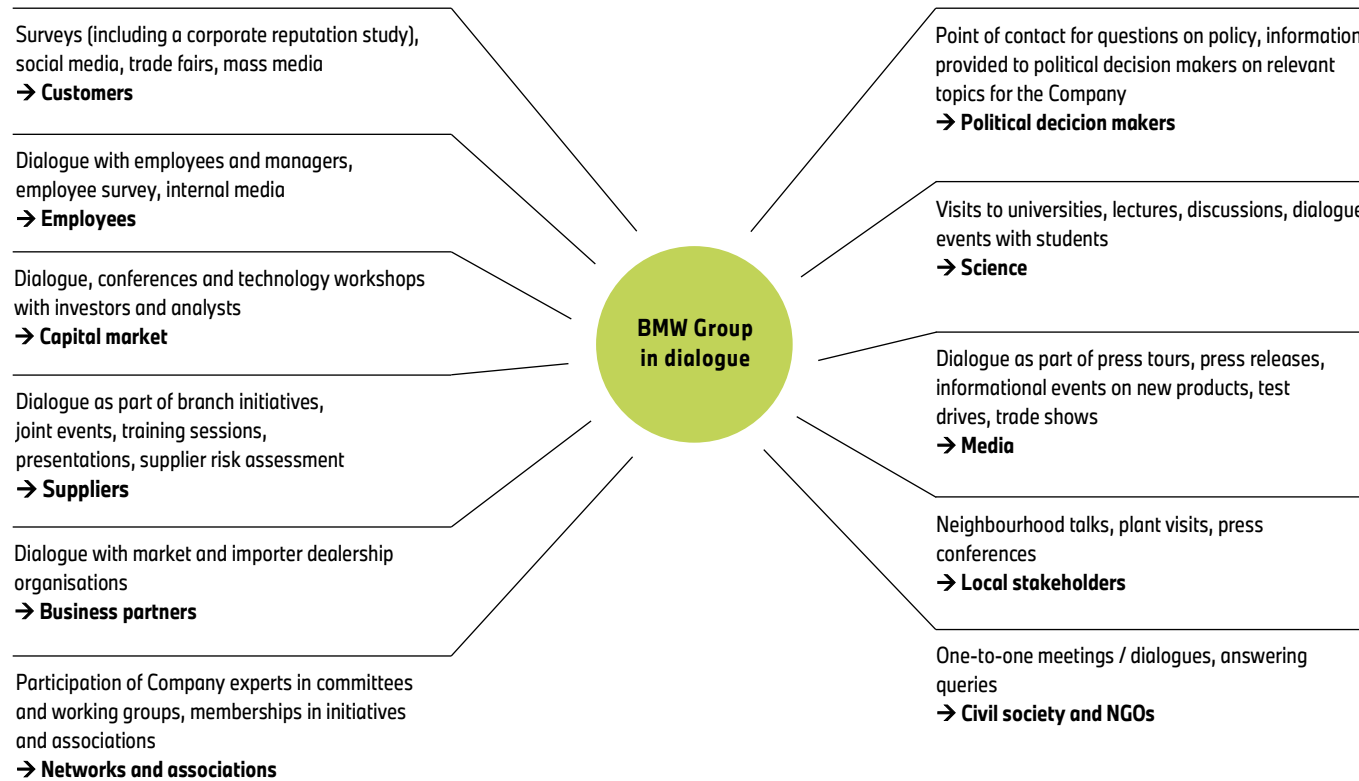 Surveys (including a corporate reputation study),
social media, trade fairs, mass media
→ Customers
Dialogue with employees and managers,
employee survey, internal media
→ Employees
Dialogue, conferences and technology workshops
with investors and analysts
→ Capital market
Dialogue as part of branch initiatives,
joint events, training sessions,
presentations, supplier risk assessment
→ Suppliers
Dialogue with market and importer dealership
organisations
→ Business partners
Participation of Company experts in committees
and working groups, memberships in initiatives
and associations
→ Networks and associations
BMW Group
in dialogue
Point of contact for questions on policy, information
provided to political decision makers on relevant
topics for the Company
→ Political decicion makers
Visits to universities, lectures, discussions, dialogue
events with students
→ Science
Dialogue as part of press tours, press releases,
informational events on new products, test
drives, trade shows
→ Media
Neighbourhood talks, plant visits, press
conferences
→ Local stakeholders
One-to-one meetings / dialogues, answering
queries
→ Civil society and NGOs